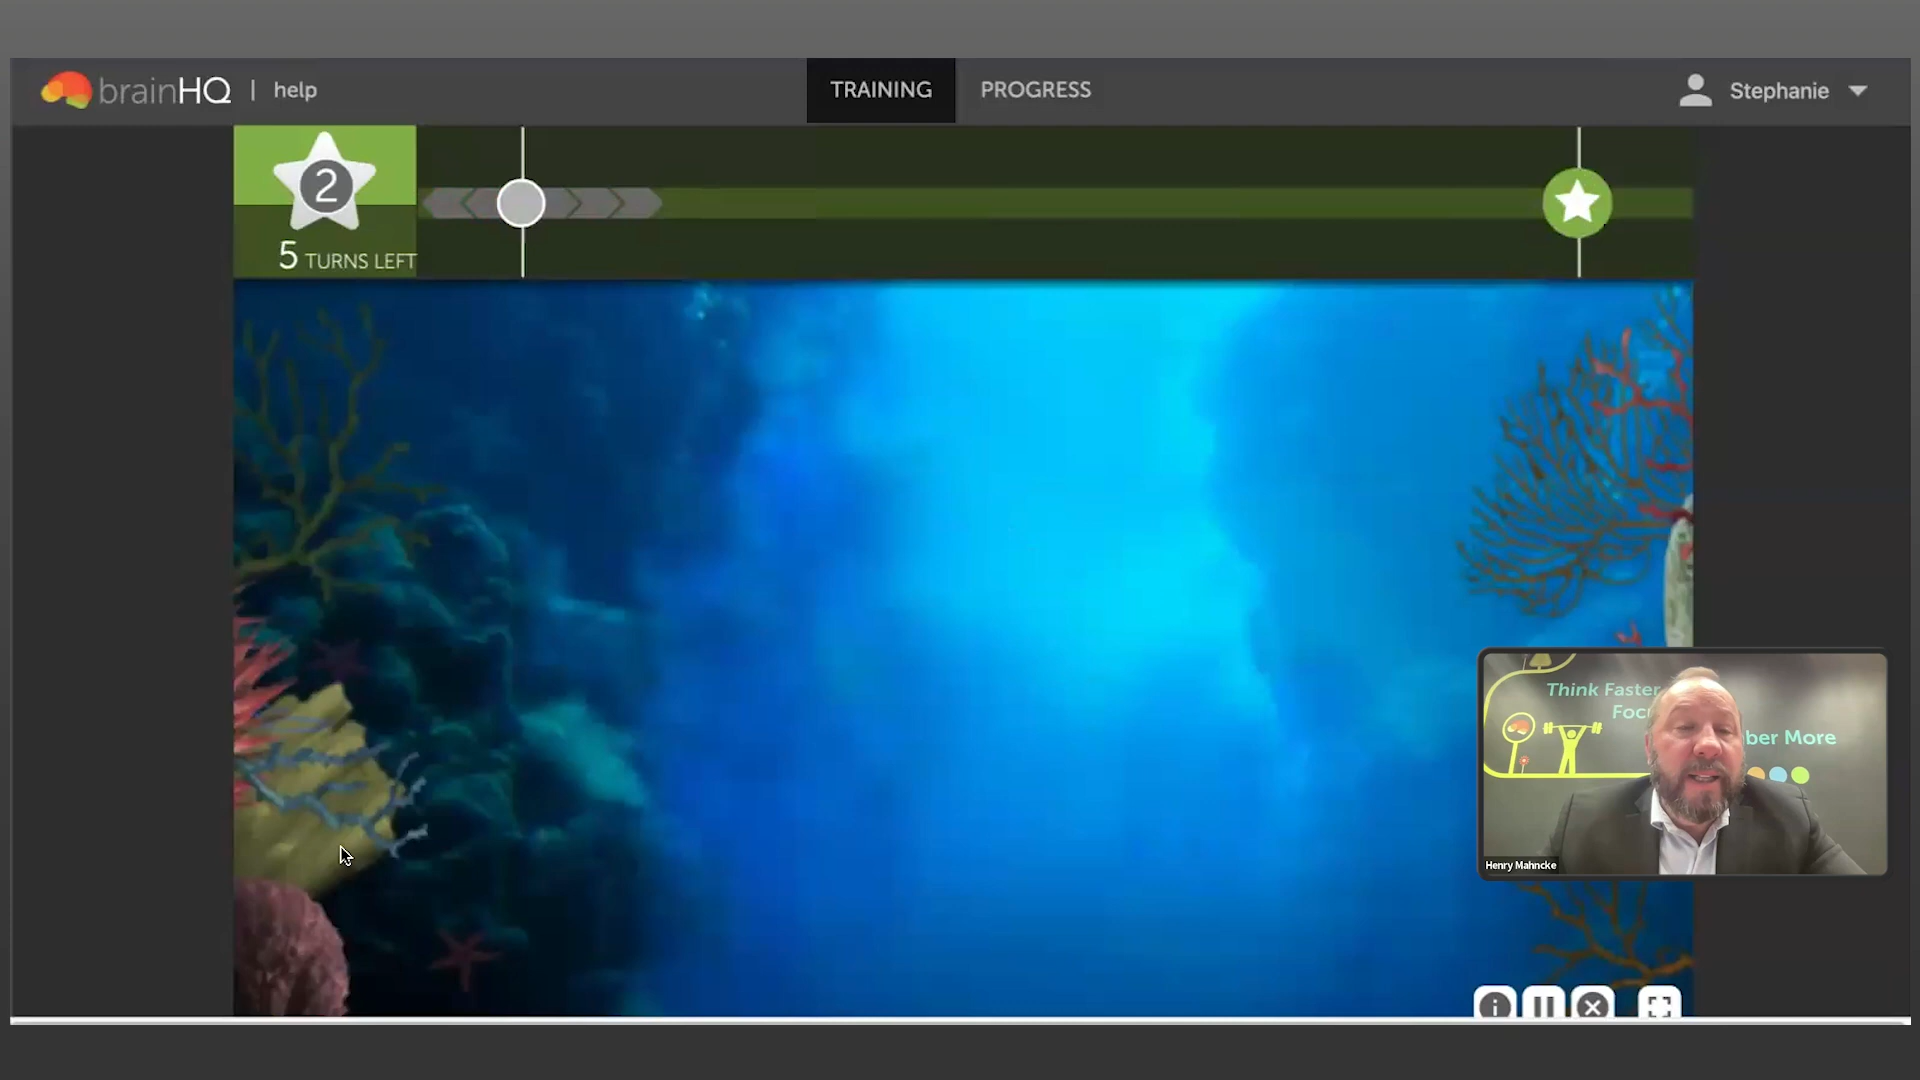 brainHQ | help
TRAINING
PROGRESS
Stephanie
2
5 TURNS LEFT
Think Faster
ber More
Henry Mahncke